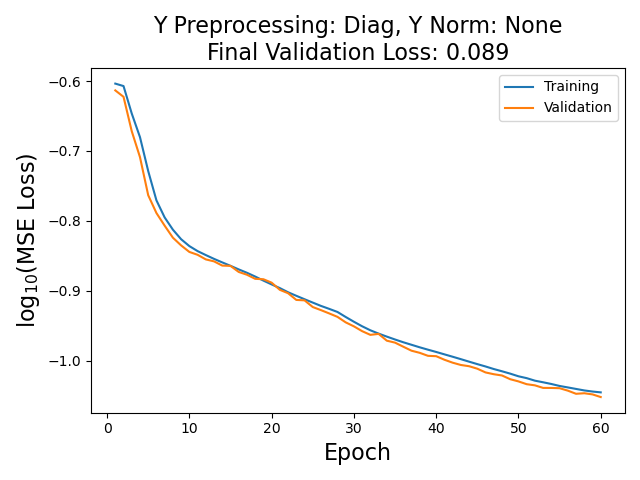 Y Preprocessing: Diag, Y Norm: None
Final Validation Loss: 0.089
Training
Validation
−0.6
−0.7
−0.8
−0.9
−1.0
log₁₀(MSE Loss)
0 10 20 30 40 50 60
Epoch